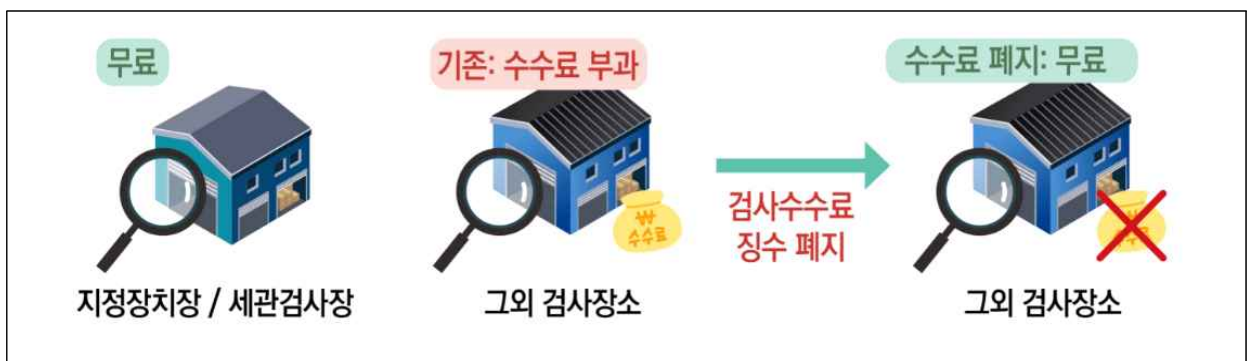 무료
기존: 수수료 부과
수수료 폐지: 무료
₩
수수료
검사수수료
징수 폐지
지정장치장 / 세관검사장
그외 검사장소
그외 검사장소